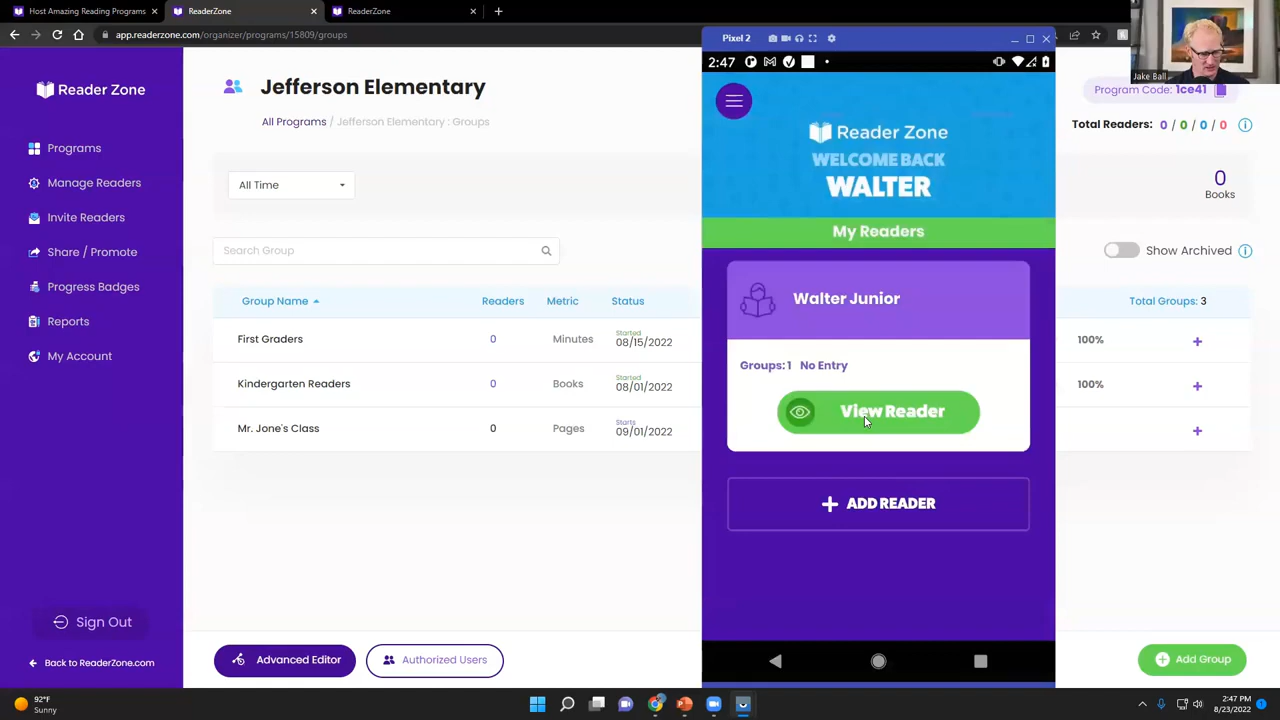 Host Amazing Reading Programs
ReaderZone
ReaderZone
app.readerzone.com/organizer/programs/15809/groups
Jake Ball
Reader Zone
Programs
Manage Readers
Invite Readers
Share / Promote
Progress Badges
Reports
My Account
Sign Out
Back to ReaderZone.com
Jefferson Elementary
All Programs / Jefferson Elementary : Groups
Program Code: 1ce41
Total Readers: 0 / 0 / 0 / 0
All Time
0
Books
Search Group
Show Archived
Group Name Readers Metric Status Total Groups: 3
First Graders 0 Minutes Started 08/15/2022 100% +
Kindergarten Readers 0 Books Started 08/01/2022 100% +
Mr. Jone's Class 0 Pages Starts 09/01/2022 +
Advanced Editor
Authorized Users
Add Group
Pixel 2
2:47
Reader Zone
WELCOME BACK
WALTER
My Readers
Walter Junior
Groups: 1 No Entry
View Reader
+ ADD READER
92°F
Sunny
2:47 PM
8/23/2022